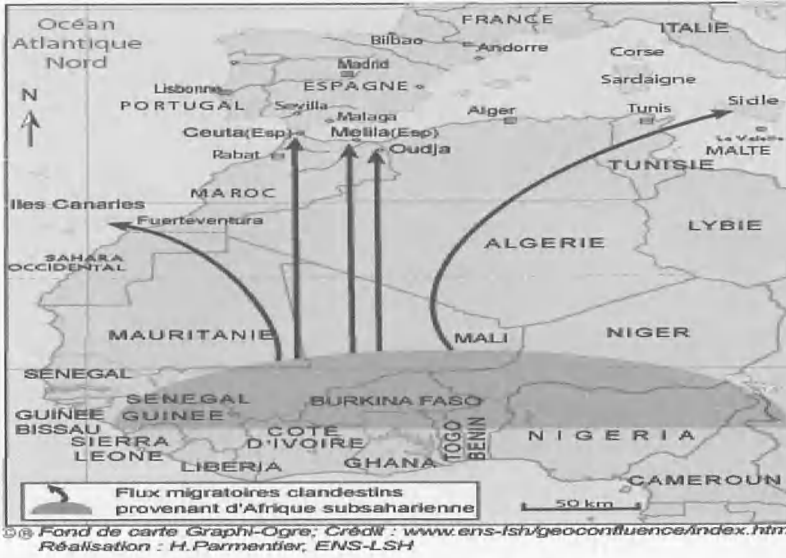 Océan
Atlantique
Nord
FRANCE
ITALIE
Bilbao
Andorre
Corse
Madrid
Lisbonne
ESPAGNE
Sardaigne
N
PORTUGAL
Sevilla
Malaga
Alger
Tunis
Sicile
Ceuta(Esp)
Melila(Esp)
Rabat
Oudja
La Valette
MALTE
TUNISIE
MAROC
Iles Canaries
Fuerteventura
LYBIE
ALGERIE
SAHARA
OCCIDENTAL
MAURITANIE
MALI
NIGER
SENEGAL
SENEGAL
BURKINA FASO
GUINEE
BISSAU
GUINEE
SIERRA
LEONE
COTE
D'IVOIRE
TOGO
BENIN
NIGERIA
LIBERIA
GHANA
CAMEROUN
Flux migratoires clandestins
provenant d'Afrique subsaharienne
50 km
©® Fond de carte Graphi-Ogre; Crédit : www.ens-lsh/geoconfluence/index.htm
Réalisation : H.Parmentier, ENS-LSH